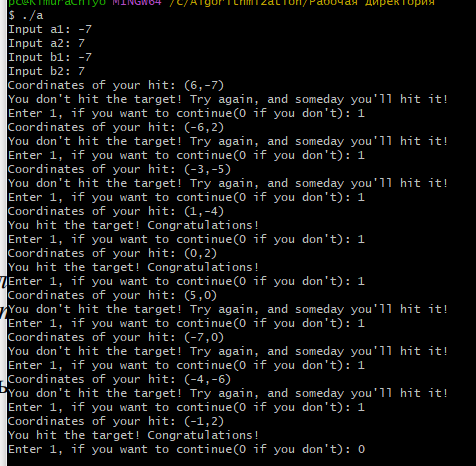 pc@KimuraChiyo MINGW64 /c/Algorithmization/Рабочая директория
$ ./a
Input a1: -7
Input a2: 7
Input b1: -7
Input b2: 7
Coordinates of your hit: (6,-7)
You don't hit the target! Try again, and someday you'll hit it!
Enter 1, if you want to continue(0 if you don't): 1
Coordinates of your hit: (-6,2)
You don't hit the target! Try again, and someday you'll hit it!
Enter 1, if you want to continue(0 if you don't): 1
Coordinates of your hit: (-3,-5)
You don't hit the target! Try again, and someday you'll hit it!
Enter 1, if you want to continue(0 if you don't): 1
Coordinates of your hit: (1,-4)
You hit the target! Congratulations!
Enter 1, if you want to continue(0 if you don't): 1
Coordinates of your hit: (0,2)
You hit the target! Congratulations!
Enter 1, if you want to continue(0 if you don't): 1
Coordinates of your hit: (5,0)
You don't hit the target! Try again, and someday you'll hit it!
Enter 1, if you want to continue(0 if you don't): 1
Coordinates of your hit: (-7,0)
You don't hit the target! Try again, and someday you'll hit it!
Enter 1, if you want to continue(0 if you don't): 1
Coordinates of your hit: (-4,-6)
You don't hit the target! Try again, and someday you'll hit it!
Enter 1, if you want to continue(0 if you don't): 1
Coordinates of your hit: (-1,2)
You hit the target! Congratulations!
Enter 1, if you want to continue(0 if you don't): 0